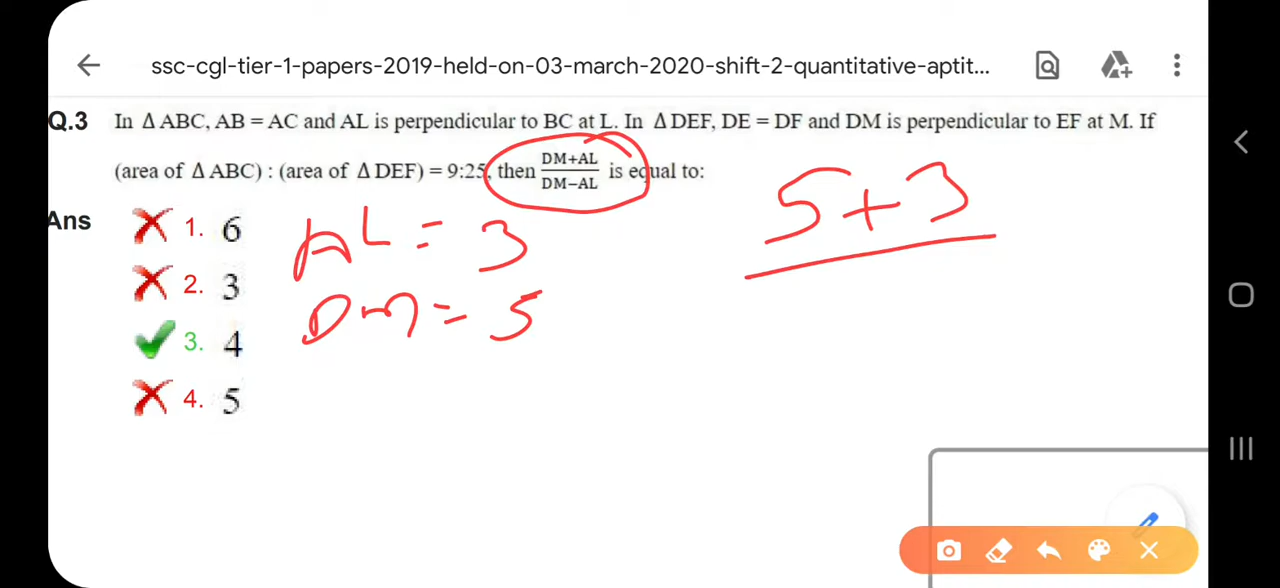 ssc-cgl-tier-1-papers-2019-held-on-03-march-2020-shift-2-quantitative-aptit...
Q.3 In Δ ABC, AB = AC and AL is perpendicular to BC at L. In Δ DEF, DE = DF and DM is perpendicular to EF at M. If
(area of Δ ABC) : (area of Δ DEF) = 9:25, then DM+AL/DM−AL is equal to:
Ans
1. 6
2. 3
3. 4
4. 5
AL = 3
DM = 5
5+3